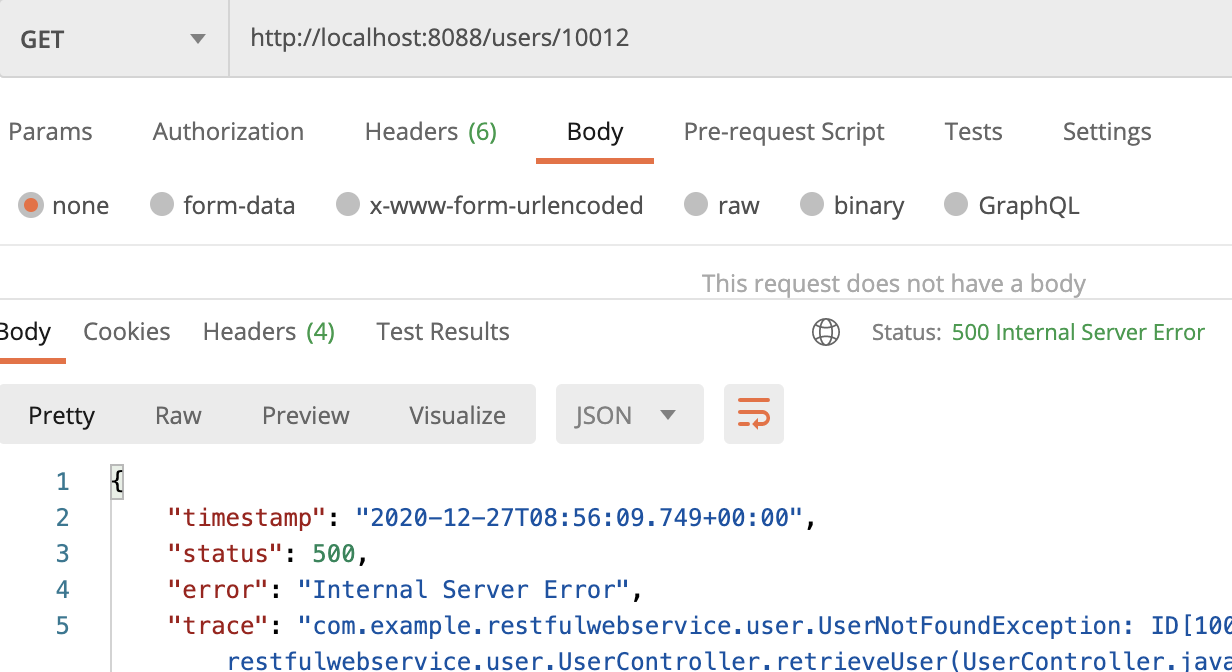 GET http://localhost:8088/users/10012
Params Authorization Headers (6) Body Pre-request Script Tests Settings
none form-data x-www-form-urlencoded raw binary GraphQL
This request does not have a body
Body Cookies Headers (4) Test Results Status: 500 Internal Server Error
Pretty Raw Preview Visualize JSON
1 {
2 "timestamp": "2020-12-27T08:56:09.749+00:00",
3 "status": 500,
4 "error": "Internal Server Error",
5 "trace": "com.example.restfulwebservice.user.UserNotFoundException: ID[100
restfulwebservice.user.UserController.retrieveUser(UserController.java